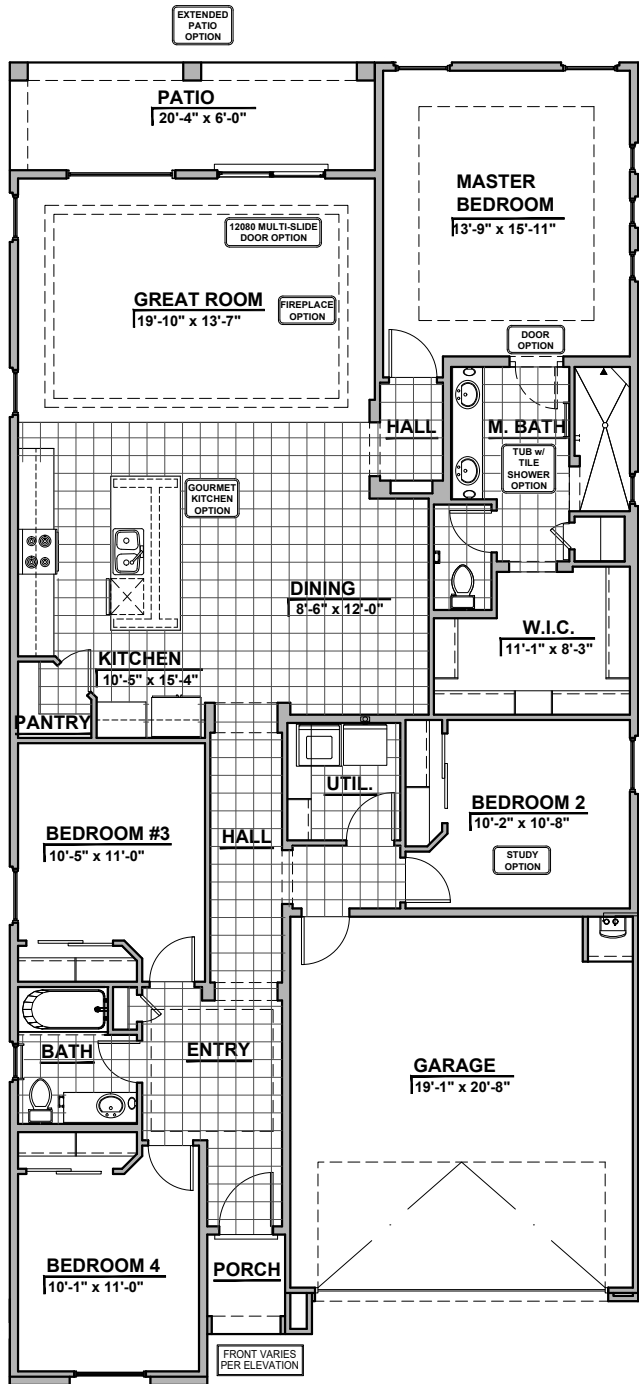 EXTENDED
PATIO
OPTION
PATIO
20'-4" x 6'-0"
MASTER
BEDROOM
13'-9" x 15'-11"
12080 MULTI-SLIDE
DOOR OPTION
GREAT ROOM
19'-10" x 13'-7"
FIREPLACE
OPTION
DOOR
OPTION
HALL
M. BATH
TUB w/
TILE
SHOWER
OPTION
GOURMET
KITCHEN
OPTION
DINING
8'-6" x 12'-0"
W.I.C.
11'-1" x 8'-3"
KITCHEN
10'-5" x 15'-4"
PANTRY
UTIL.
BEDROOM 2
10'-2" x 10'-8"
STUDY
OPTION
BEDROOM #3
10'-5" x 11'-0"
HALL
BATH
ENTRY
GARAGE
19'-1" x 20'-8"
BEDROOM 4
10'-1" x 11'-0"
PORCH
FRONT VARIES
PER ELEVATION